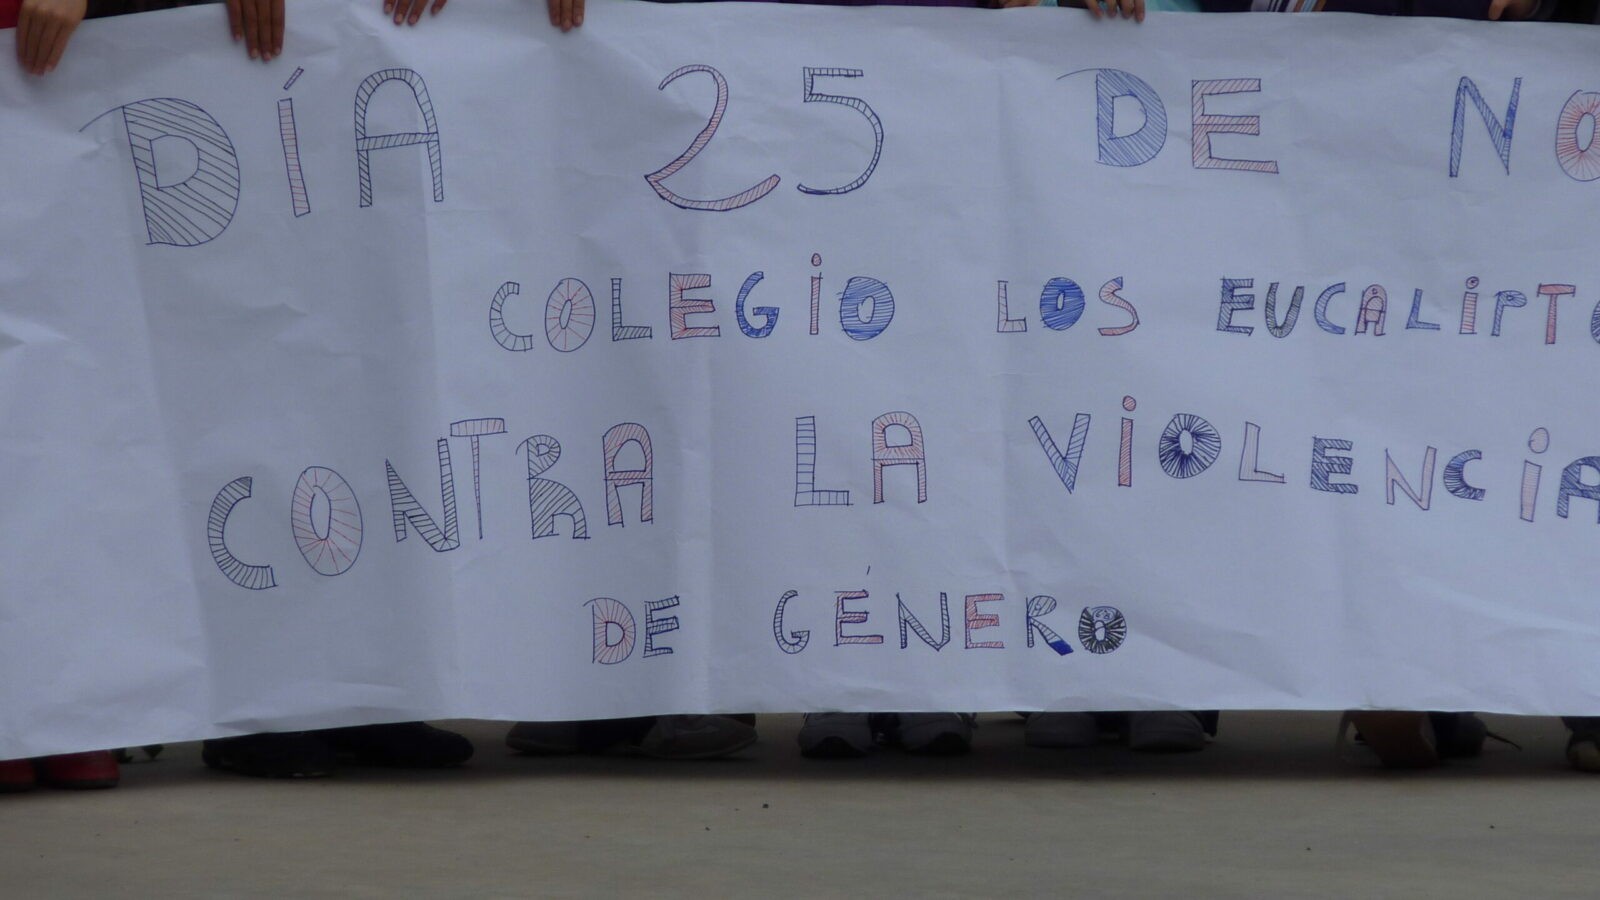 DÍA 25 DE NO
COLEGIO LOS EUCALIPTO
CONTRA LA VIOLENCIA
DE GÉNERO